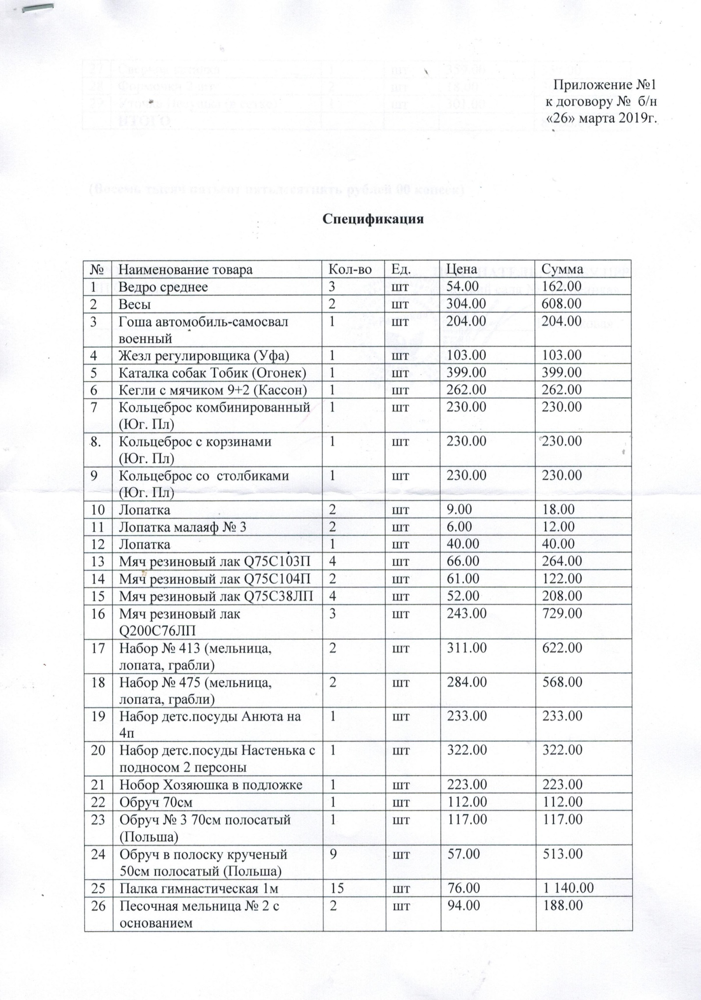 Приложение №1
к договору № б/н
«26» марта 2019г.
(Восемь тысяч пятьсот пятьдесятпять рублей 00 копеек)
Спецификация
№ Наименование товара Кол-во Ед. Цена Сумма
1 Ведро среднее 3 шт 54.00 162.00
2 Весы 2 шт 304.00 608.00
3 Гоша автомобиль-самосвал 1 шт 204.00 204.00
военный
4 Жезл регулировщика (Уфа) 1 шт 103.00 103.00
5 Каталка собак Тобик (Огонек) 1 шт 399.00 399.00
6 Кегли с мячиком 9+2 (Кассон) 1 шт 262.00 262.00
7 Кольцеброс комбинированный 1 шт 230.00 230.00
(Юг. Пл)
8. Кольцеброс с корзинами 1 шт 230.00 230.00
(Юг. Пл)
9 Кольцеброс со столбиками 1 шт 230.00 230.00
(Юг. Пл)
10 Лопатка 2 шт 9.00 18.00
11 Лопатка малаяф № 3 2 шт 6.00 12.00
12 Лопатка 1 шт 40.00 40.00
13 Мяч резиновый лак Q75С103П 4 шт 66.00 264.00
14 Мяч резиновый лак Q75С104П 2 шт 61.00 122.00
15 Мяч резиновый лак Q75С38ЛП 4 шт 52.00 208.00
16 Мяч резиновый лак 3 шт 243.00 729.00
Q200С76ЛП
17 Набор № 413 (мельница, 2 шт 311.00 622.00
лопата, грабли)
18 Набор № 475 (мельница, 2 шт 284.00 568.00
лопата, грабли)
19 Набор детс.посуды Анюта на 1 шт 233.00 233.00
4п
20 Набор детс.посуды Настенька с 1 шт 322.00 322.00
подносом 2 персоны
21 Нобор Хозяюшка в подложке 1 шт 223.00 223.00
22 Обруч 70см 1 шт 112.00 112.00
23 Обруч № 3 70см полосатый 1 шт 117.00 117.00
(Польша)
24 Обруч в полоску крученый 9 шт 57.00 513.00
50см полосатый (Польша)
25 Палка гимнастическая 1м 15 шт 76.00 1 140.00
26 Песочная мельница № 2 с 2 шт 94.00 188.00
основанием